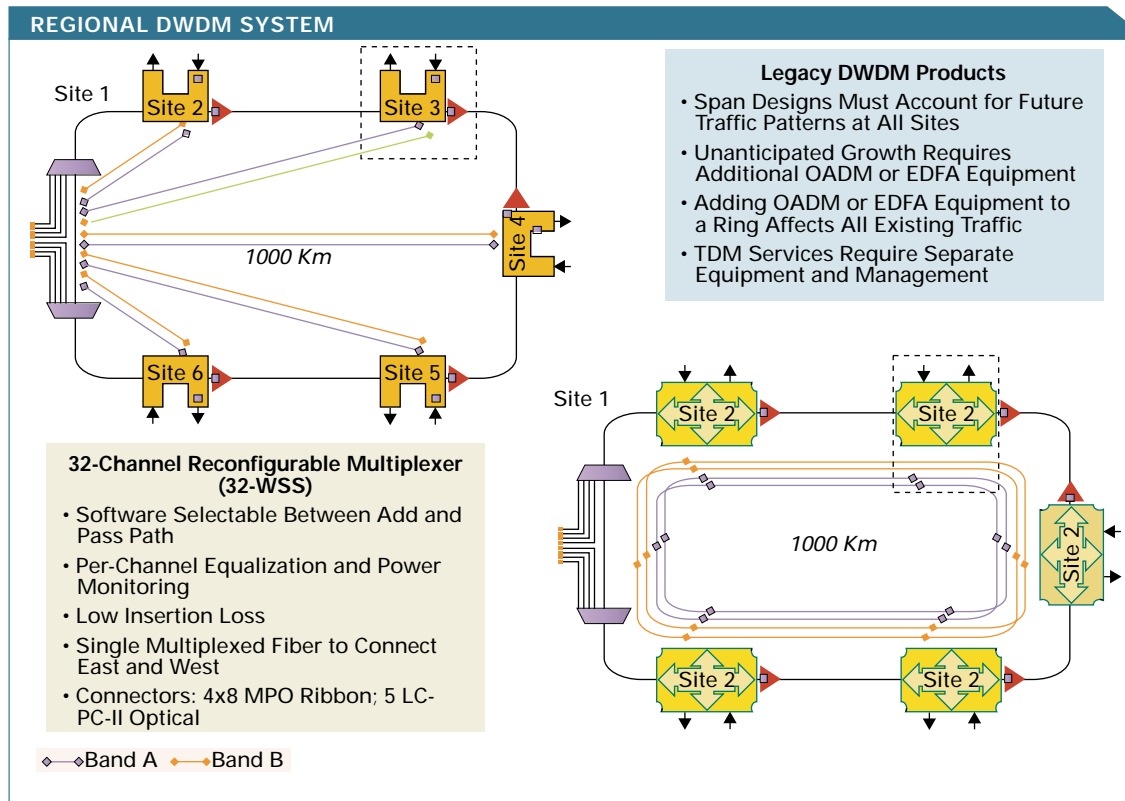 REGIONAL DWDM SYSTEM
Site 1
Site 2
Site 3
Site 4
1000 Km
Site 6
Site 5
Legacy DWDM Products
• Span Designs Must Account for Future
Traffic Patterns at All Sites
• Unanticipated Growth Requires
Additional OADM or EDFA Equipment
• Adding OADM or EDFA Equipment to
a Ring Affects All Existing Traffic
• TDM Services Require Separate
Equipment and Management
32-Channel Reconfigurable Multiplexer
(32-WSS)
• Software Selectable Between Add and
Pass Path
• Per-Channel Equalization and Power
Monitoring
• Low Insertion Loss
• Single Multiplexed Fiber to Connect
East and West
• Connectors: 4x8 MPO Ribbon; 5 LC-
PC-II Optical
Site 1
Site 2
Site 2
Site 2
1000 Km
Site 2
Site 2
Band A
Band B